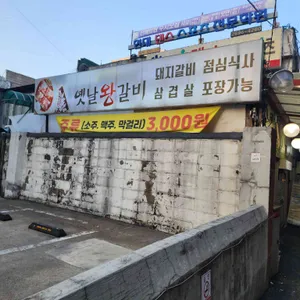 옛날왕갈비
돼지갈비 점심식사
삼겹살 포장가능
주류 (소주, 맥주, 막걸리) 3,000원